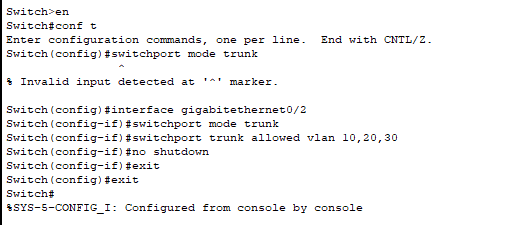 Switch>en
Switch#conf t
Enter configuration commands, one per line.  End with CNTL/Z.
Switch(config)#switchport mode trunk
                 ^
% Invalid input detected at '^' marker.

Switch(config)#interface gigabitethernet0/2
Switch(config-if)#switchport mode trunk
Switch(config-if)#switchport trunk allowed vlan 10,20,30
Switch(config-if)#no shutdown
Switch(config-if)#exit
Switch(config)#exit
Switch#
%SYS-5-CONFIG_I: Configured from console by console